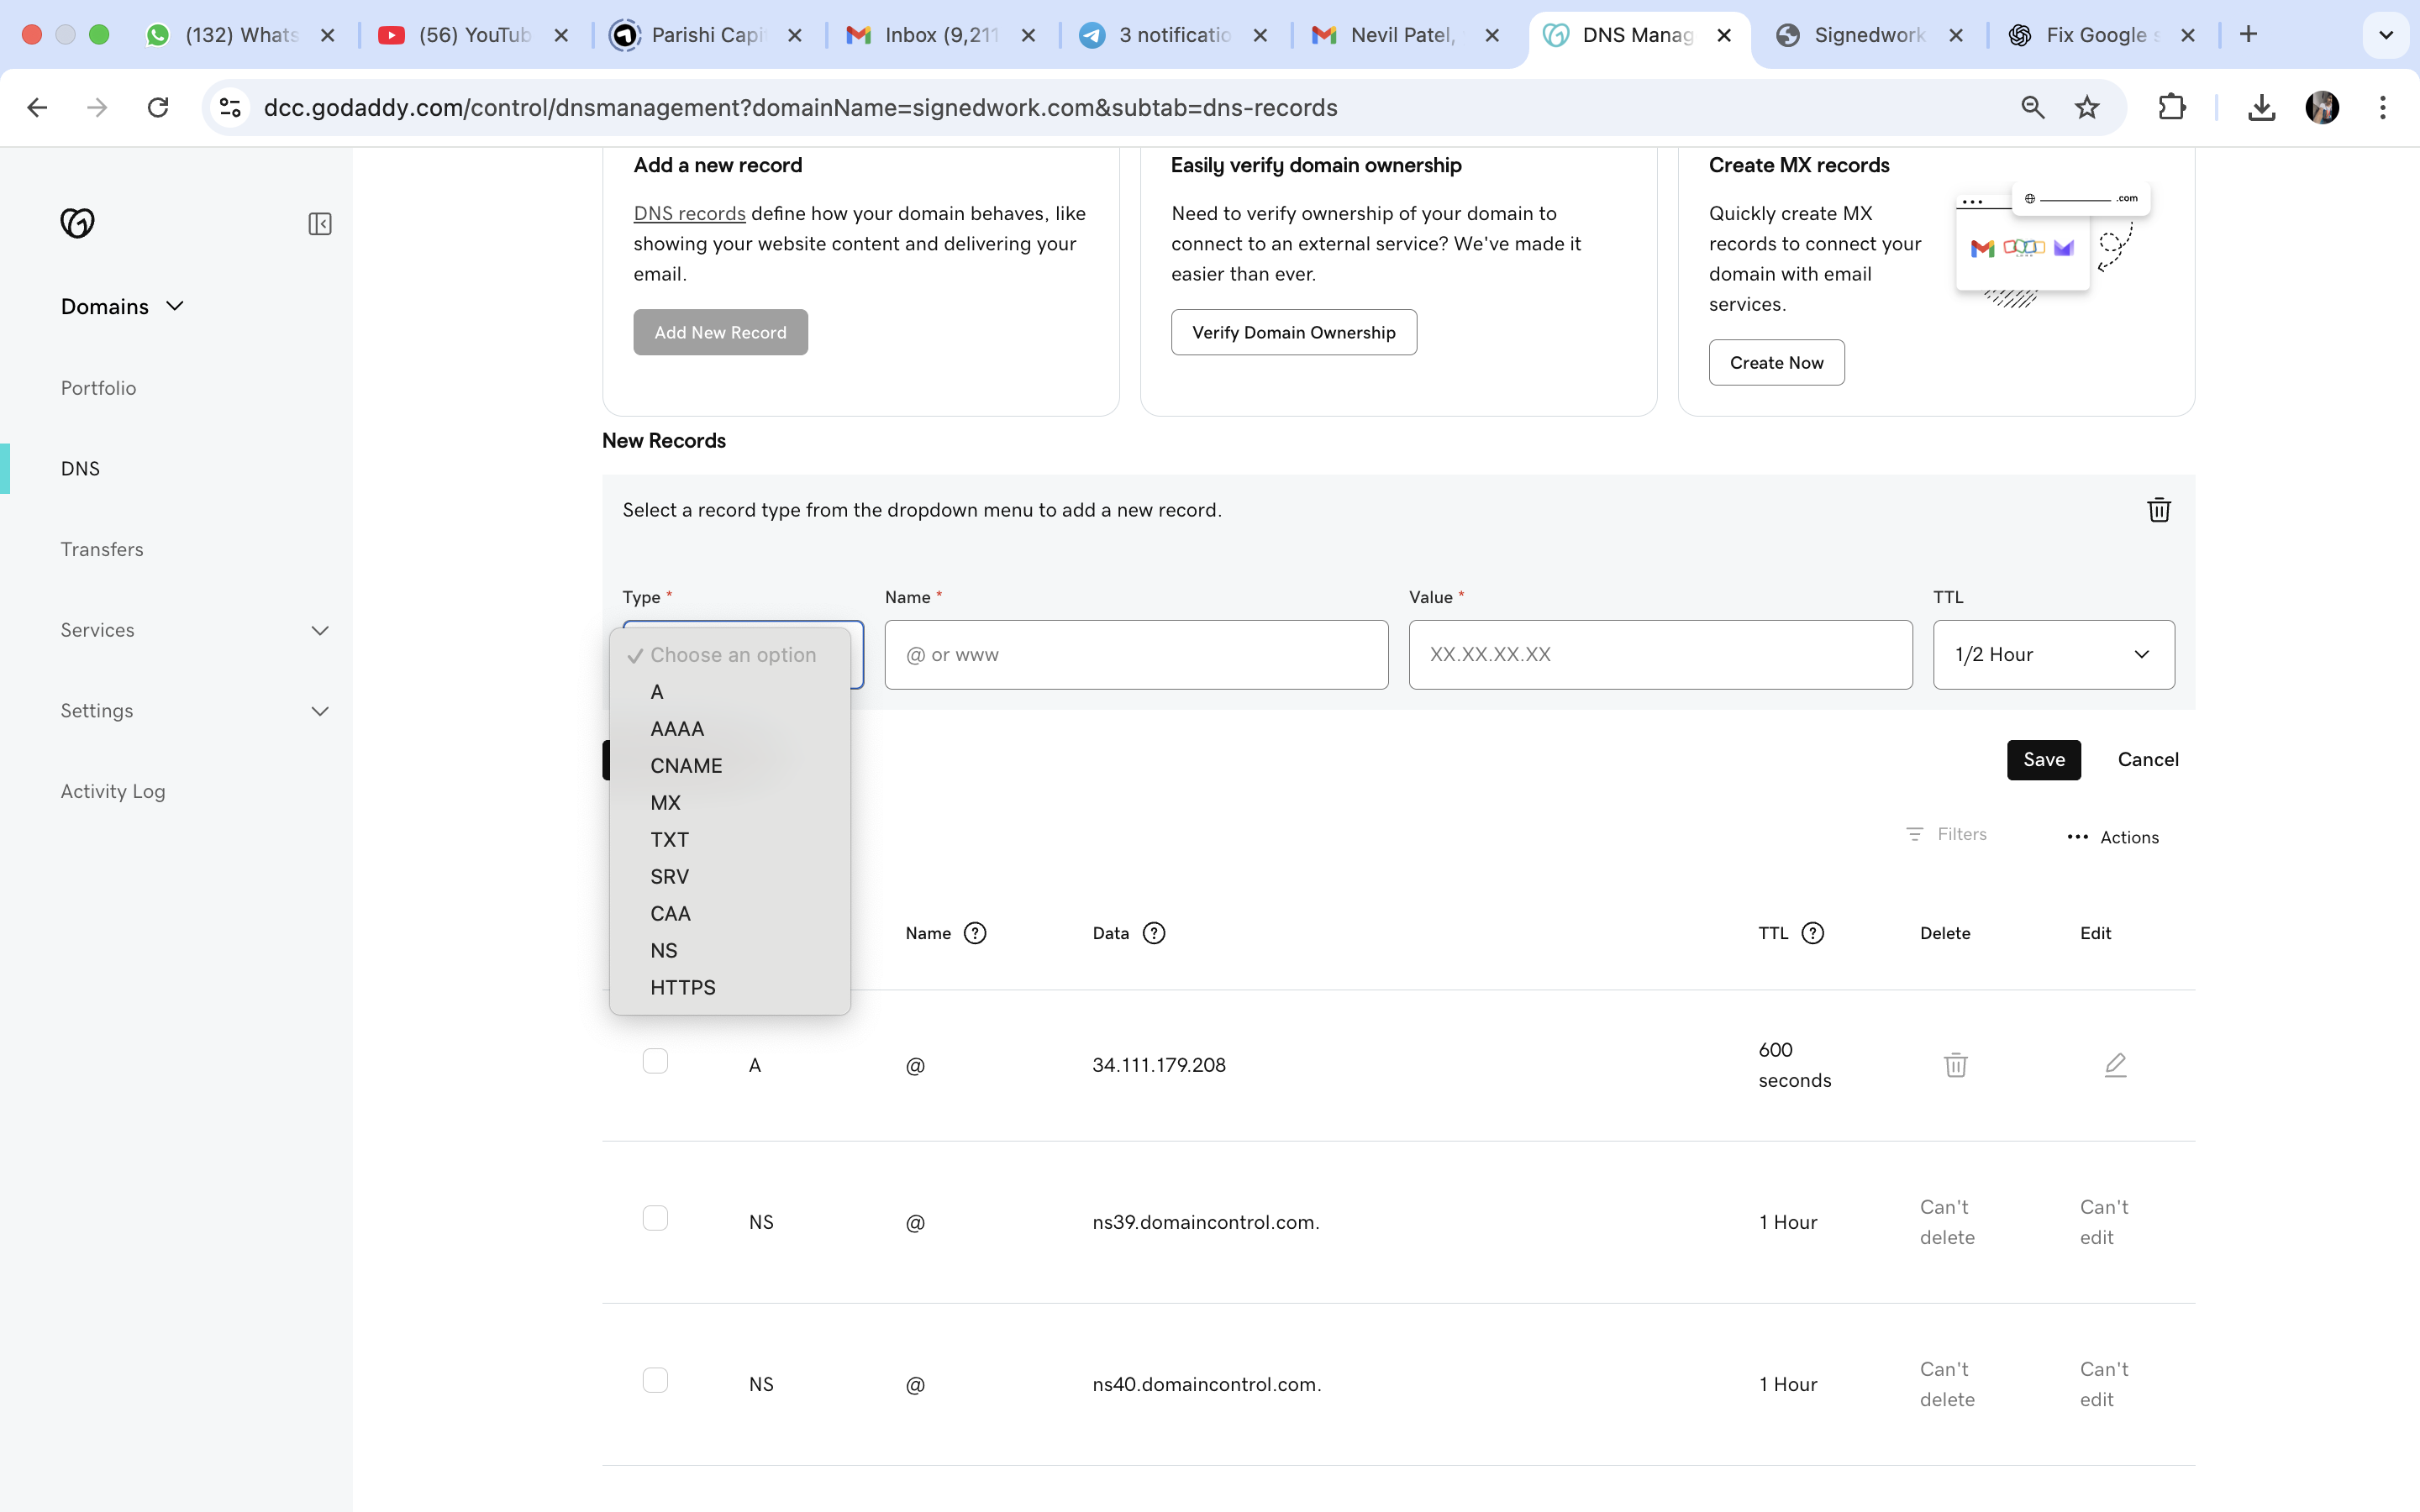 (132) Whats
(56) YouTub
Parishi Capi
Inbox (9,211
3 notificatio
Nevil Patel,
DNS Manag
Signedwork
Fix Google s
dcc.godaddy.com/control/dnsmanagement?domainName=signedwork.com&subtab=dns-records
Domains
Portfolio
DNS
Transfers
Services
Settings
Activity Log
Add a new record
DNS records define how your domain behaves, like
showing your website content and delivering your
email.
Add New Record
Easily verify domain ownership
Need to verify ownership of your domain to
connect to an external service? We've made it
easier than ever.
Verify Domain Ownership
Create MX records
Quickly create MX
records to connect your
domain with email
services.
Create Now
.com
New Records
Select a record type from the dropdown menu to add a new record.
Type *
Name *
Value *
TTL
Choose an option
A
AAAA
CNAME
MX
TXT
SRV
CAA
NS
HTTPS
@ or www
XX.XX.XX.XX
1/2 Hour
Save
Cancel
Filters
Actions
Name
Data
TTL
Delete
Edit
A
@
34.111.179.208
600
seconds
NS
@
ns39.domaincontrol.com.
1 Hour
Can't
delete
Can't
edit
NS
@
ns40.domaincontrol.com.
1 Hour
Can't
delete
Can't
edit